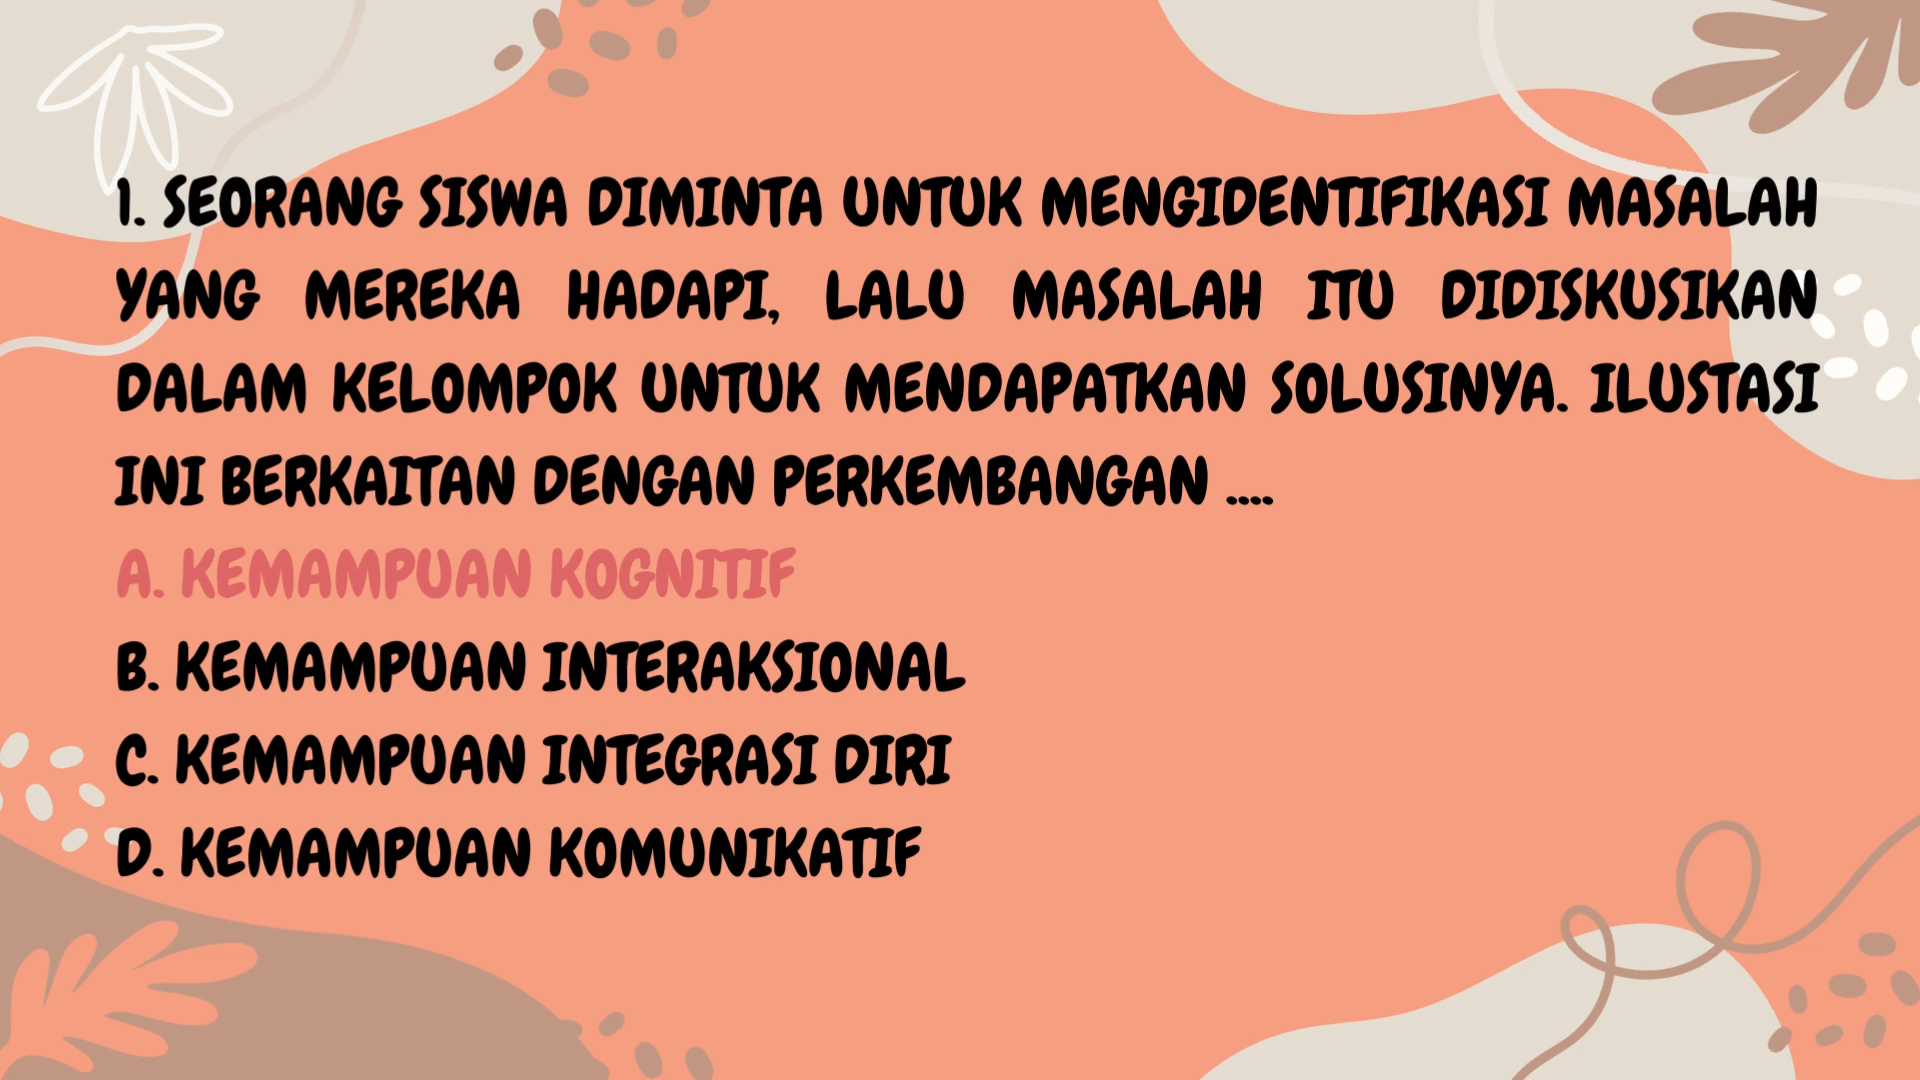 1. SEORANG SISWA DIMINTA UNTUK MENGIDENTIFIKASI MASALAH
YANG MEREKA HADAPI, LALU MASALAH ITU DIDISKUSIKAN
DALAM KELOMPOK UNTUK MENDAPATKAN SOLUSINYA. ILUSTASI
INI BERKAITAN DENGAN PERKEMBANGAN ....
A. KEMAMPUAN KOGNITIF
B. KEMAMPUAN INTERAKSIONAL
C. KEMAMPUAN INTEGRASI DIRI
D. KEMAMPUAN KOMUNIKATIF